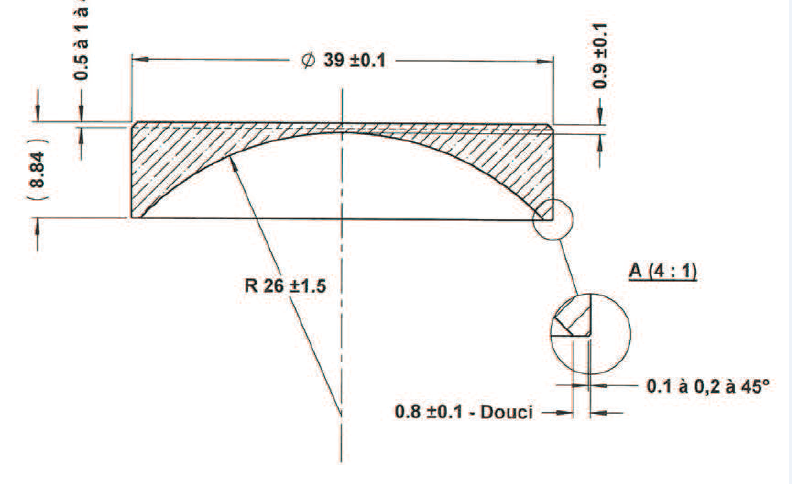 0.5 à 1 à
Ø 39 ±0.1
0.9 ±0.1
( 8.84 )
R 26 ±1.5
A (4 : 1)
0.1 à 0,2 à 45°
0.8 ±0.1 - Douci